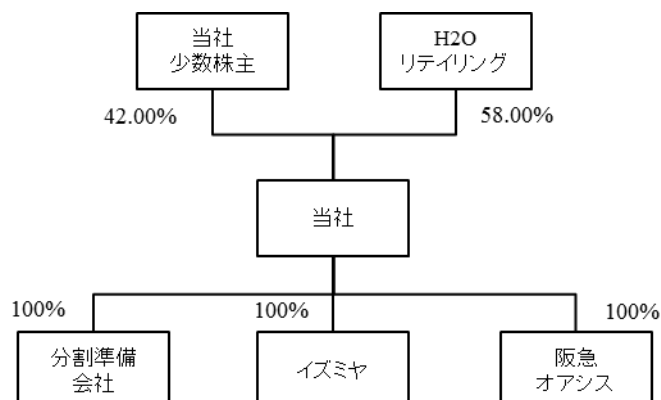 当社
少数株主
H2O
リテイリング
42.00%
58.00%
当社
100%
100%
100%
分割準備
会社
イズミヤ
阪急
オアシス